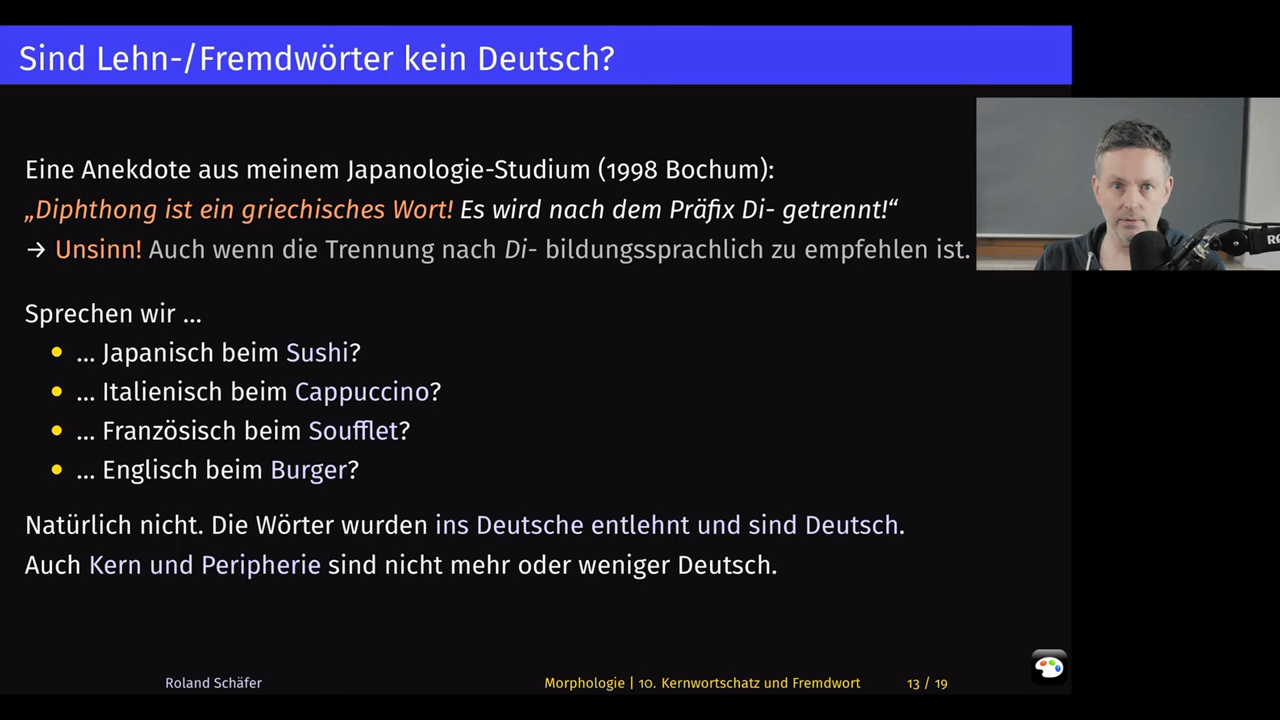 Sind Lehn-/Fremdwörter kein Deutsch?
Eine Anekdote aus meinem Japanologie-Studium (1998 Bochum):
„Diphthong ist ein griechisches Wort! Es wird nach dem Präfix Di- getrennt!“
→ Unsinn! Auch wenn die Trennung nach Di- bildungssprachlich zu empfehlen ist.
Sprechen wir …
• … Japanisch beim Sushi?
• … Italienisch beim Cappuccino?
• … Französisch beim Soufflet?
• … Englisch beim Burger?
Natürlich nicht. Die Wörter wurden ins Deutsche entlehnt und sind Deutsch.
Auch Kern und Peripherie sind nicht mehr oder weniger Deutsch.
Roland Schäfer
Morphologie | 10. Kernwortschatz und Fremdwort
13 / 19